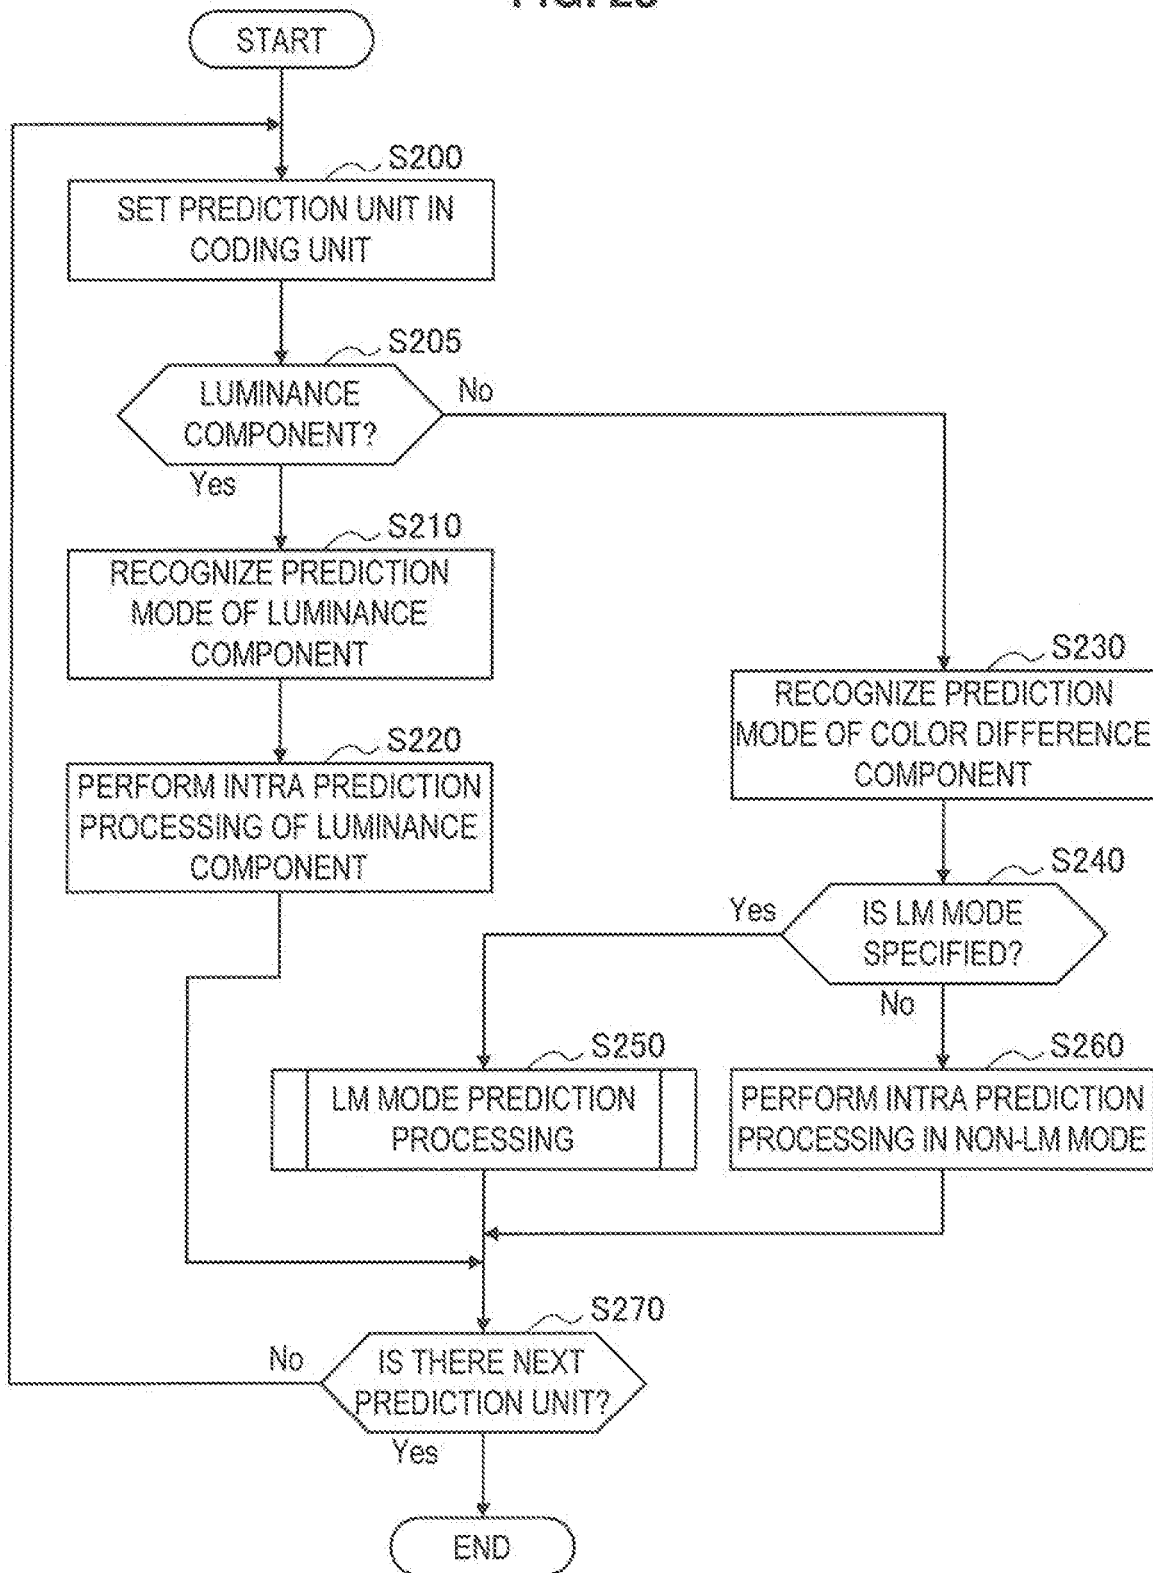 START
S200
SET PREDICTION UNIT IN
CODING UNIT
S205
LUMINANCE
COMPONENT?
No
Yes
S210
RECOGNIZE PREDICTION
MODE OF LUMINANCE
COMPONENT
S220
PERFORM INTRA PREDICTION
PROCESSING OF LUMINANCE
COMPONENT
S230
RECOGNIZE PREDICTION
MODE OF COLOR DIFFERENCE
COMPONENT
S240
IS LM MODE
SPECIFIED?
Yes
No
S250
LM MODE PREDICTION
PROCESSING
S260
PERFORM INTRA PREDICTION
PROCESSING IN NON-LM MODE
S270
IS THERE NEXT
PREDICTION UNIT?
No
Yes
END